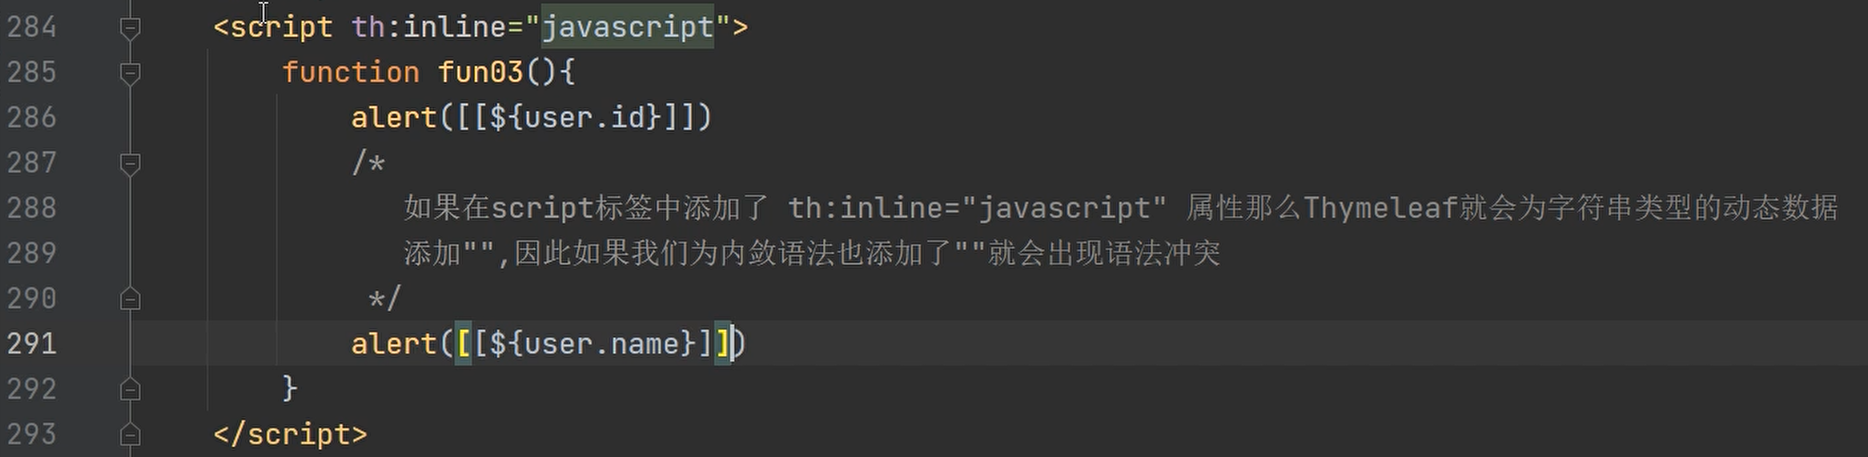 284 <script th:inline="javascript">
285 function fun03(){
286 alert([[${user.id}]])
287 /*
288 如果在script标签中添加了 th:inline="javascript" 属性那么Thymeleaf就会为字符串类型的动态数据
289 添加"",因此如果我们为内敛语法也添加了""就会出现语法冲突
290 */
291 alert([[${user.name}]])
292 }
293 </script>